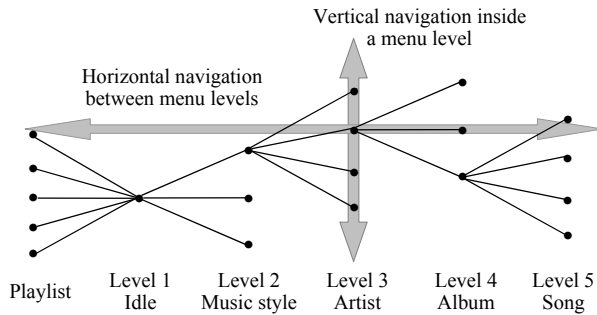 Vertical navigation inside
a menu level
Horizontal navigation
between menu levels
Playlist
Level 1
Idle
Level 2
Music style
Level 3
Artist
Level 4
Album
Level 5
Song